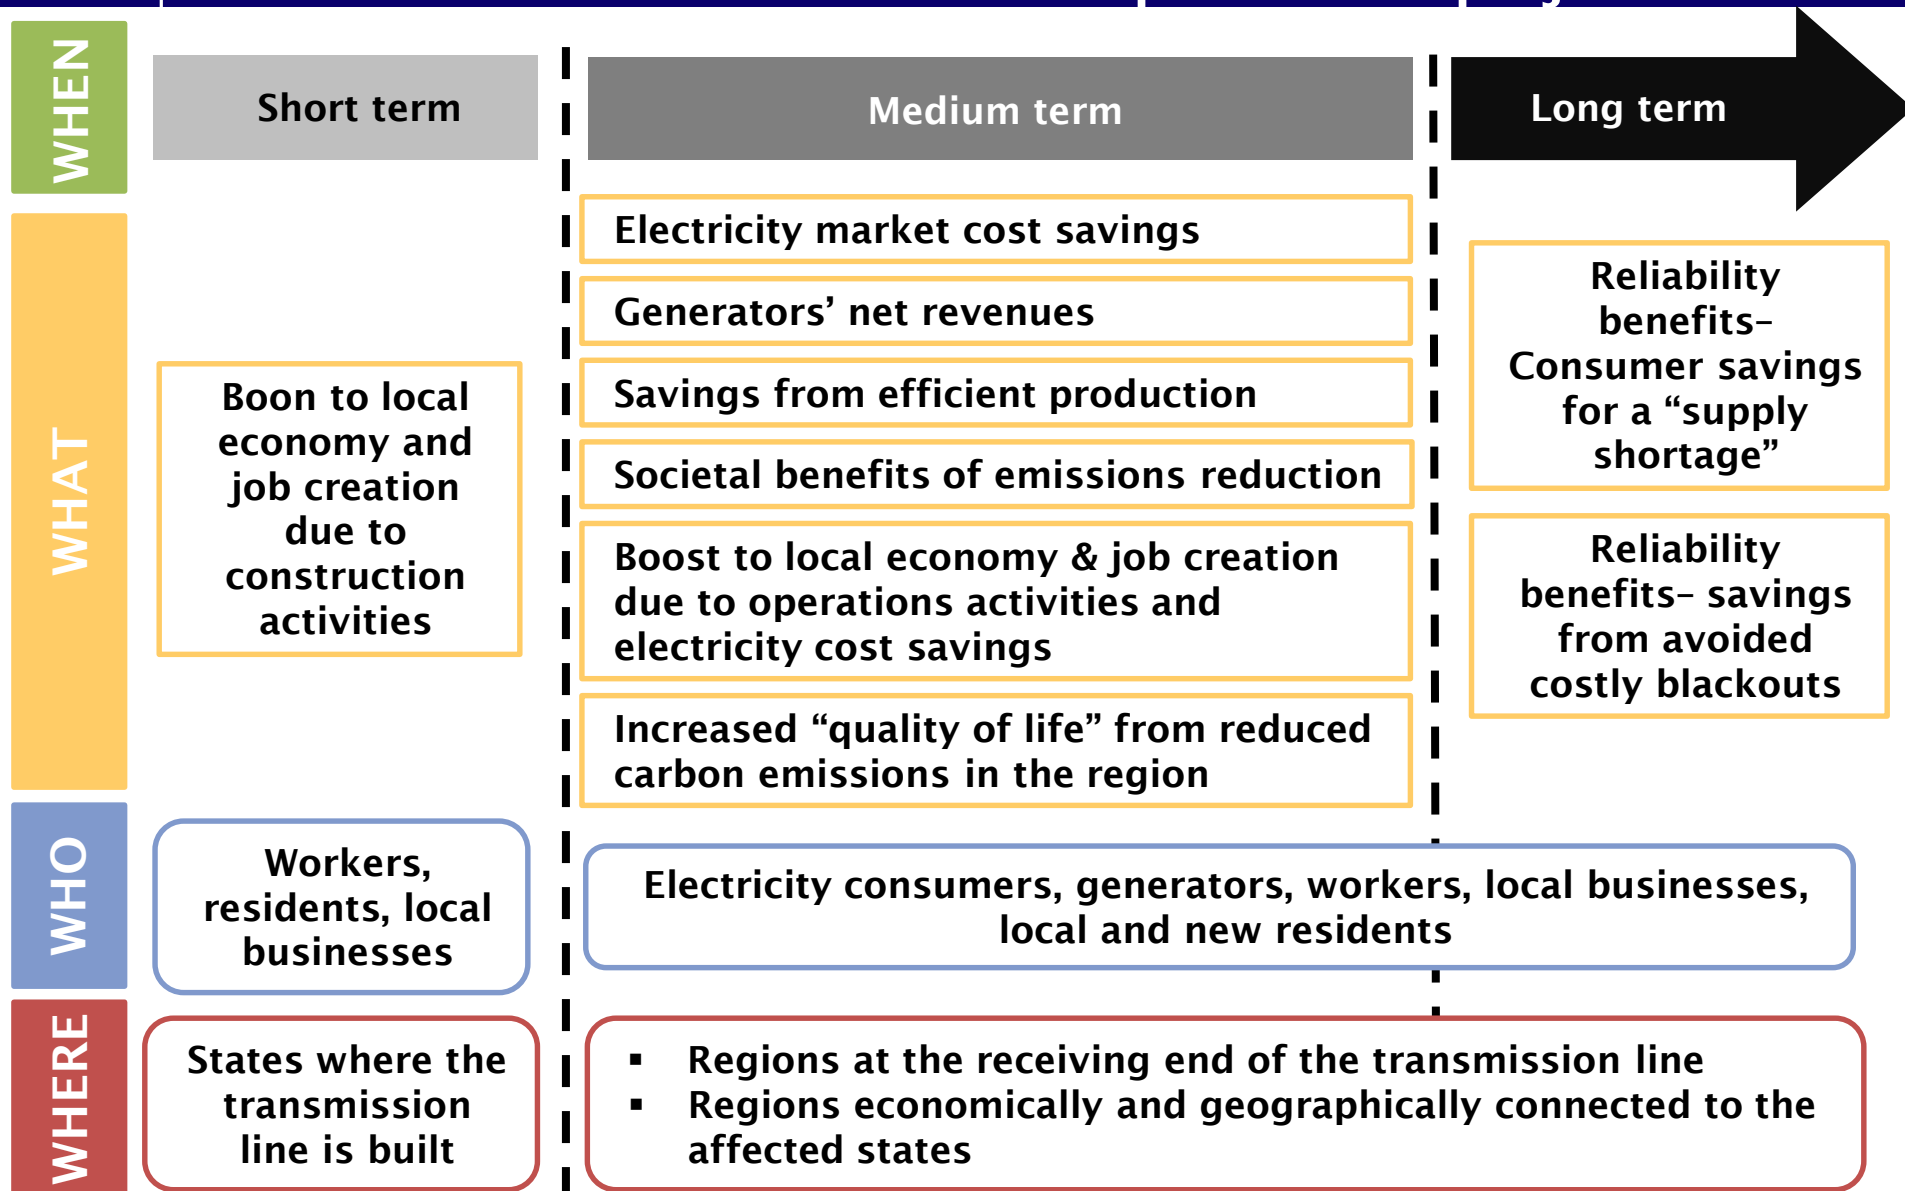 WHEN
Short term
Medium term
Long term
WHAT
Boon to local
economy and
job creation
due to
construction
activities
Electricity market cost savings
Generators’ net revenues
Savings from efficient production
Societal benefits of emissions reduction
Boost to local economy & job creation
due to operations activities and
electricity cost savings
Increased “quality of life” from reduced
carbon emissions in the region
Reliability
benefits–
Consumer savings
for a “supply
shortage”
Reliability
benefits– savings
from avoided
costly blackouts
WHO
Workers,
residents, local
businesses
Electricity consumers, generators, workers, local businesses,
local and new residents
WHERE
States where the
transmission
line is built
▪ Regions at the receiving end of the transmission line
▪ Regions economically and geographically connected to the
affected states